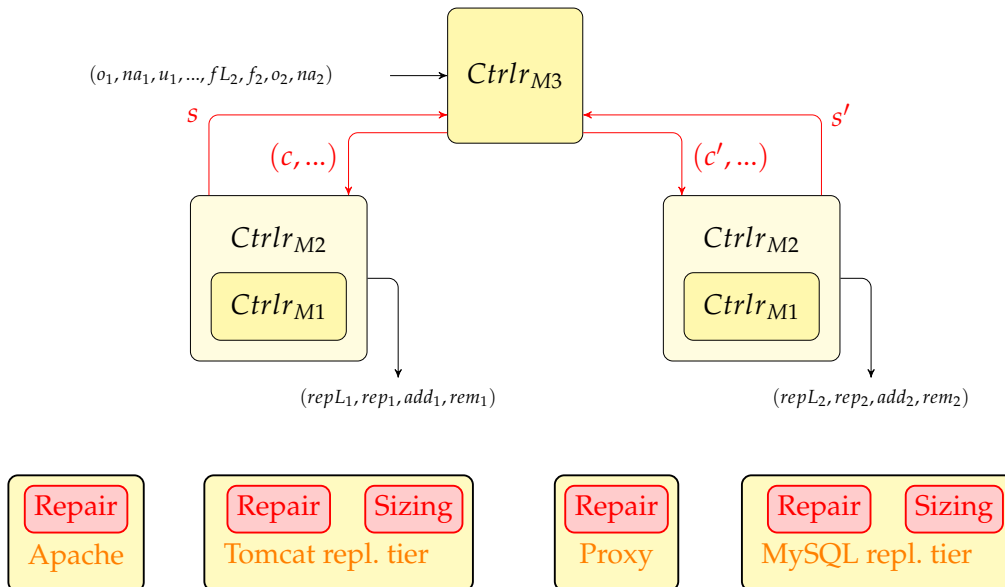 (o₁, na₁, u₁, ..., fL₂, f₂, o₂, na₂)
Ctrlr_M3
s
s′
(c, ...)
(c′, ...)
Ctrlr_M2
Ctrlr_M2
Ctrlr_M1
Ctrlr_M1
(repL₁, rep₁, add₁, rem₁)
(repL₂, rep₂, add₂, rem₂)
Repair
Repair
Sizing
Repair
Repair
Sizing
Apache
Tomcat repl. tier
Proxy
MySQL repl. tier